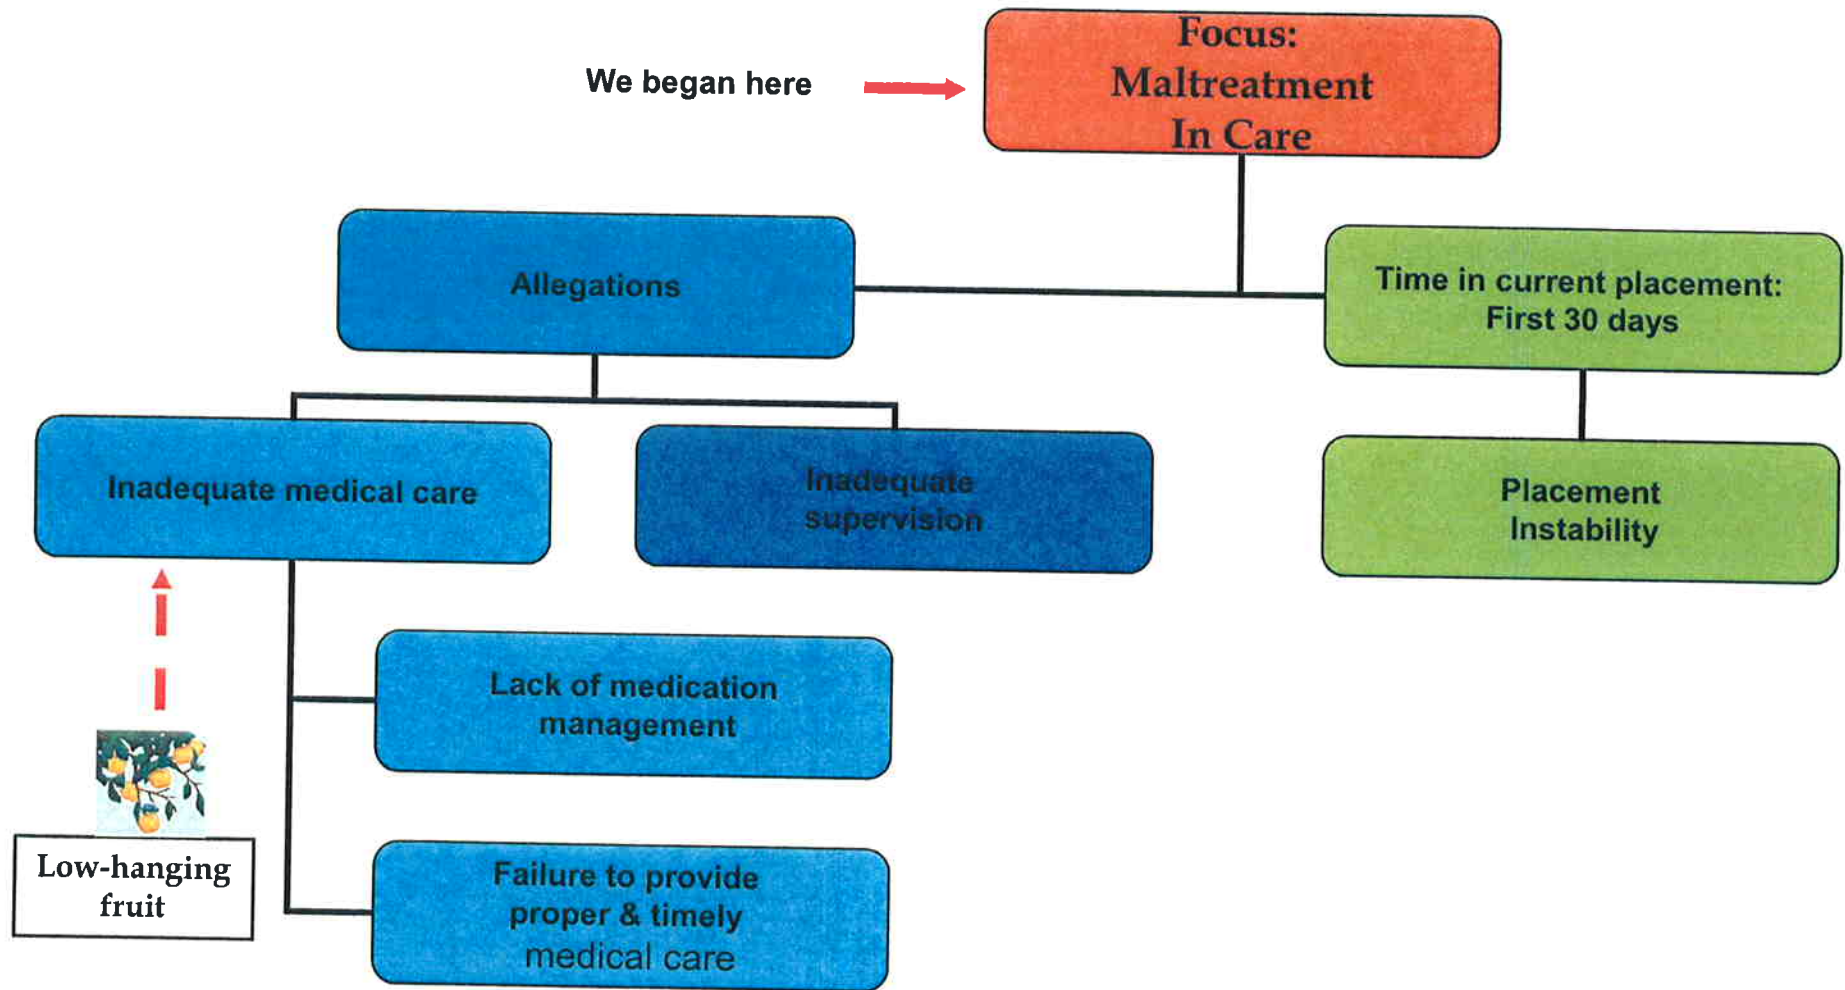 Focus:
Maltreatment
In Care
We began here
Allegations
Time in current placement:
First 30 days
Inadequate medical care
Inadequate
supervision
Placement
Instability
Lack of medication
management
Low-hanging
fruit
Failure to provide
proper & timely
medical care